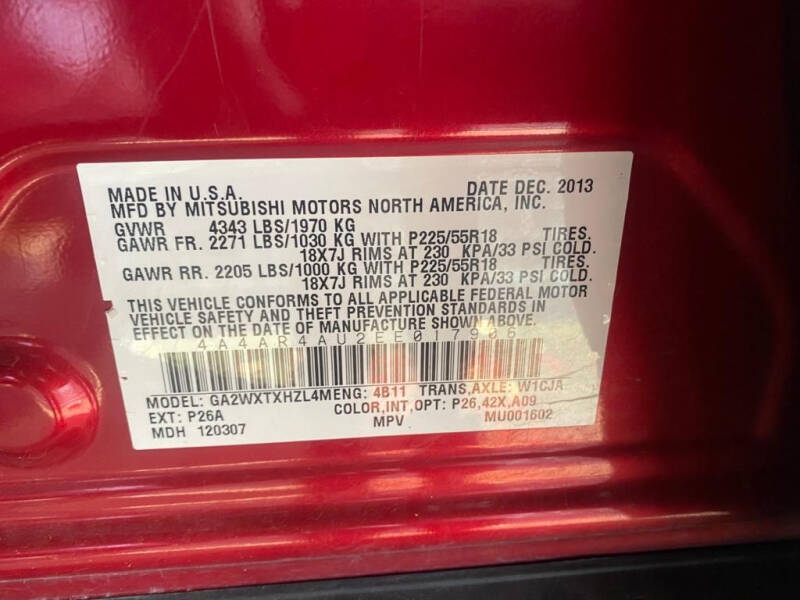 MADE IN U.S.A. DATE DEC. 2013
MFD BY MITSUBISHI MOTORS NORTH AMERICA, INC.
GVWR 4343 LBS/1970 KG
GAWR FR. 2271 LBS/1030 KG WITH P225/55R18 TIRES.
18X7J RIMS AT 230 KPA/33 PSI COLD.
GAWR RR. 2205 LBS/1000 KG WITH P225/55R18 TIRES.
18X7J RIMS AT 230 KPA/33 PSI COLD.
THIS VEHICLE CONFORMS TO ALL APPLICABLE FEDERAL MOTOR
VEHICLE SAFETY AND THEFT PREVENTION STANDARDS IN
EFFECT ON THE DATE OF MANUFACTURE SHOWN ABOVE.
4A4AR4AU2EE017906
MODEL: GA2WXTXHZL4MENG: 4B11 TRANS,AXLE: W1CJA
EXT: P26A COLOR,INT,OPT: P26,42X,A09
MDH 120307 MPV MU001602